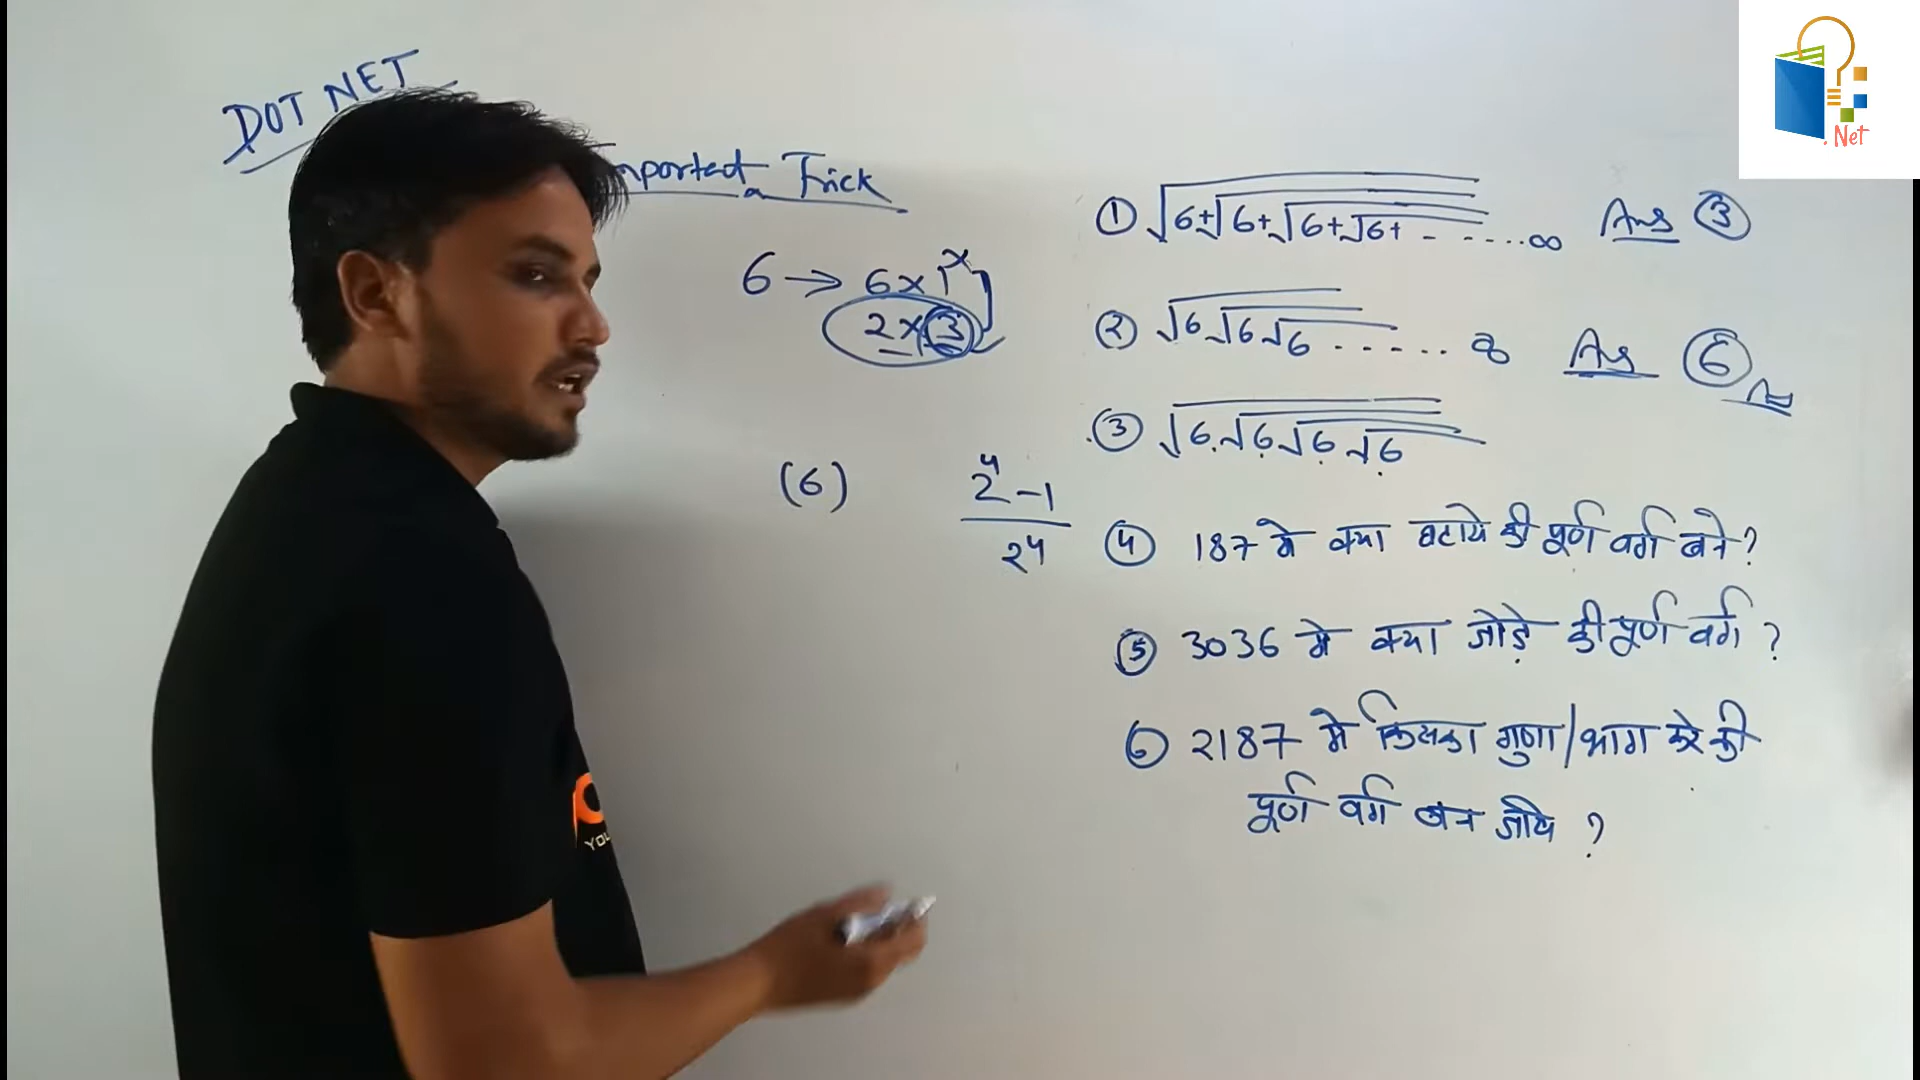 DOT NET
mported Trick
6 → 6×1 x
2×3
(6) 2⁴-1
2⁴
① √6+√6+√6+√6+ - - ....∞ Ans ③
② √6√6√6 ...... ∞ Ans ⑥
③ √6.√6.√6.√6
④ 187 मे क्या घटाये की पूर्ण वर्ग बने?
⑤ 3036 मे क्या जोड़े की पूर्ण वर्ग ?
⑥ 2187 मे किसका गुणा/भाग करे की
पूर्ण वर्ग बन जाये ?
.Net
YOU